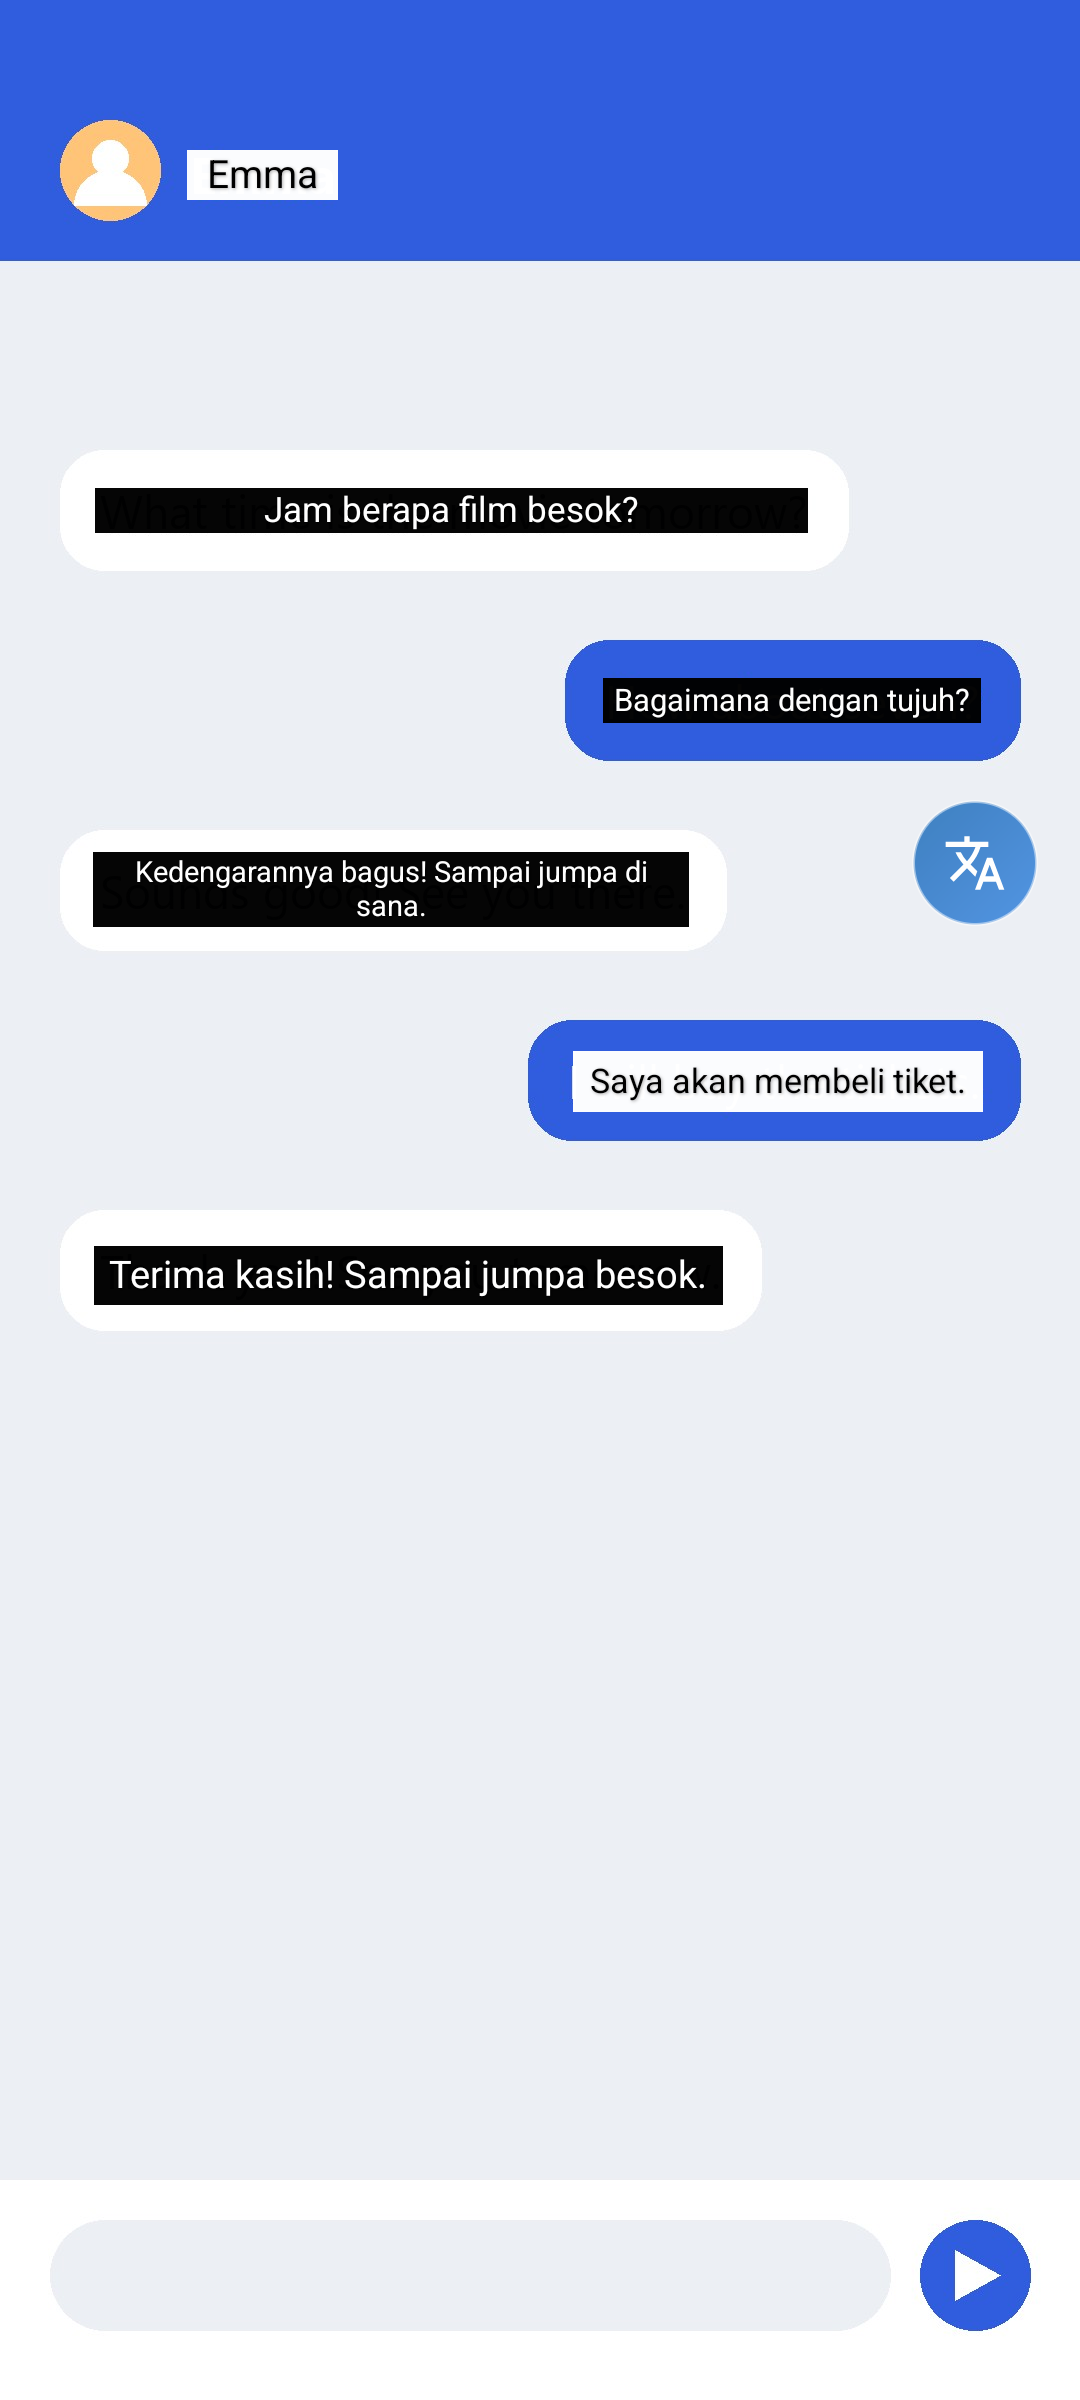 Emma
Jam berapa film besok?
Bagaimana dengan tujuh?
Kedengarannya bagus! Sampai jumpa di
sana.
Saya akan membeli tiket.
Terima kasih! Sampai jumpa besok.